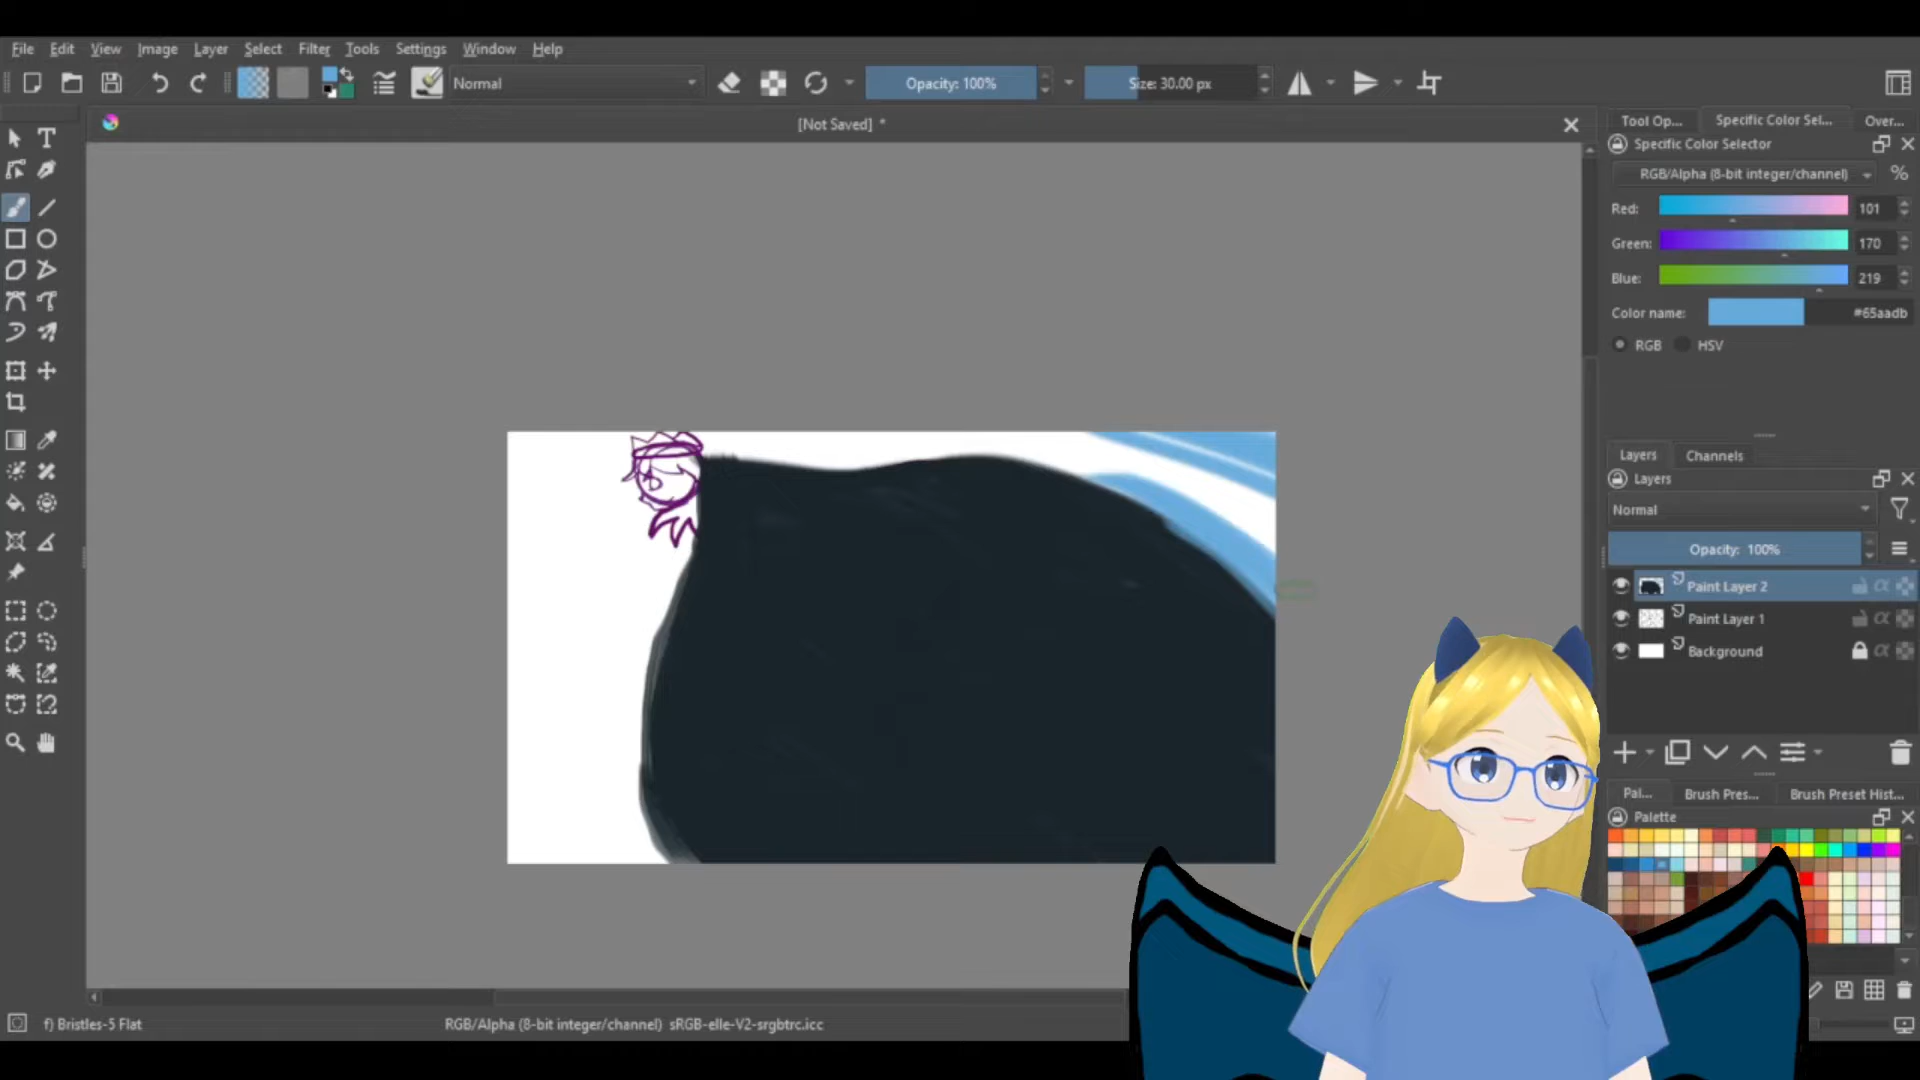 File Edit View Image Layer Select Filter Tools Settings Window Help
Normal
Opacity: 100%
Size: 30.00 px
[Not Saved] *
Tool Op... Specific Color Sel... Over...
Specific Color Selector
RGB/Alpha (8-bit integer/channel) %
Red: 101
Green: 170
Blue: 219
Color name: #65aadb
RGB HSV
Layers Channels
Layers
Normal
Opacity: 100%
Paint Layer 2
Paint Layer 1
Background
Pal... Brush Pres... Brush Preset Hist...
Palette
f) Bristles-5 Flat
RGB/Alpha (8-bit integer/channel) sRGB-elle-V2-srgbtrc.icc